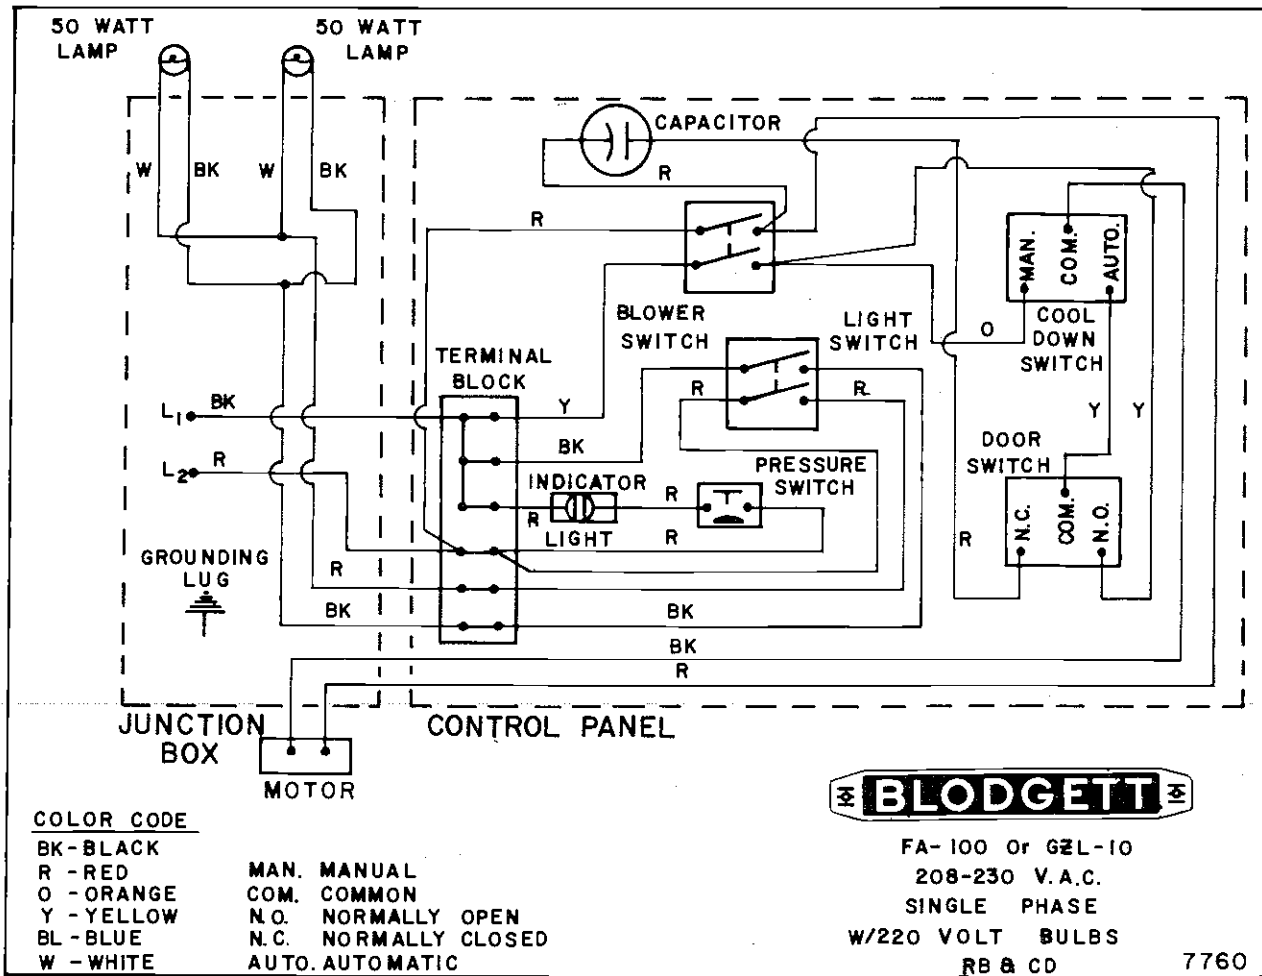 50 WATT
LAMP
50 WATT
LAMP
CAPACITOR
W
BK
W
BK
R
R
MAN.
COM.
AUTO.
BLOWER
SWITCH
LIGHT
SWITCH
O
COOL
DOWN
SWITCH
TERMINAL
BLOCK
R
R.
L1
BK
Y
Y
Y
BK
L2
R
PRESSURE
SWITCH
DOOR
SWITCH
INDICATOR
LIGHT
R
R
R
N.C.
COM.
N.O.
R
GROUNDING
LUG
R
BK
BK
BK
R
JUNCTION
BOX
CONTROL PANEL
MOTOR
COLOR CODE
BK-BLACK
R -RED
O -ORANGE
Y -YELLOW
BL-BLUE
W -WHITE
MAN. MANUAL
COM. COMMON
N.O. NORMALLY OPEN
N.C. NORMALLY CLOSED
AUTO. AUTOMATIC
BLODGETT
FA-100 Or GZL-10
208-230 V.A.C.
SINGLE PHASE
W/220 VOLT BULBS
RB & CD
7760